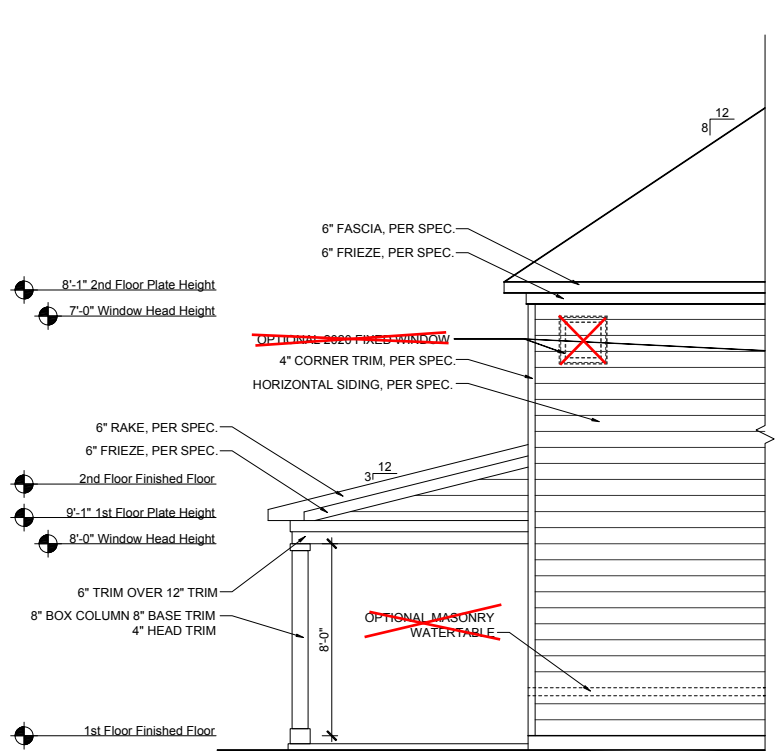 12
8
6" FASCIA, PER SPEC.
6" FRIEZE, PER SPEC.
8'-1" 2nd Floor Plate Height
7'-0" Window Head Height
OPTIONAL 2020 FIXED WINDOW
4" CORNER TRIM, PER SPEC.
HORIZONTAL SIDING, PER SPEC.
6" RAKE, PER SPEC.
6" FRIEZE, PER SPEC.
12
3
2nd Floor Finished Floor
9'-1" 1st Floor Plate Height
8'-0" Window Head Height
6" TRIM OVER 12" TRIM
8" BOX COLUMN 8" BASE TRIM
4" HEAD TRIM
OPTIONAL MASONRY
WATERTABLE
8'-0"
1st Floor Finished Floor